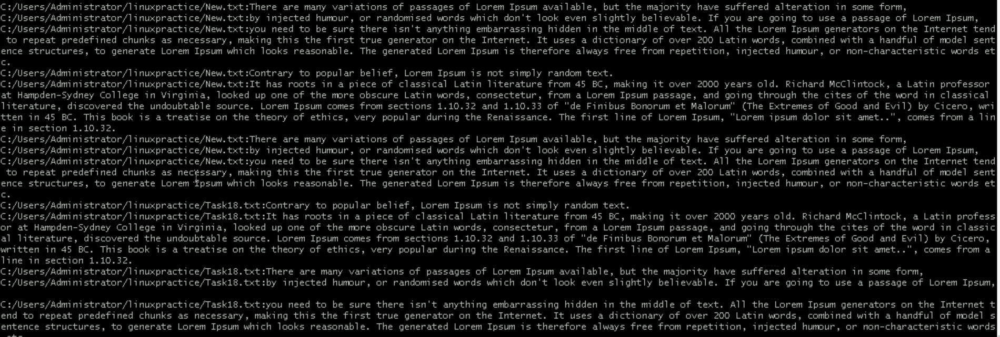 C:/Users/Administrator/linuxpractice/New.txt:There are many variations of passages of Lorem Ipsum available, but the majority have suffered alteration in some form,
C:/Users/Administrator/linuxpractice/New.txt:by injected humour, or randomised words which don't look even slightly believable. If you are going to use a passage of Lorem Ipsum,
C:/Users/Administrator/linuxpractice/New.txt:you need to be sure there isn't anything embarrassing hidden in the middle of text. All the Lorem Ipsum generators on the Internet tend
 to repeat predefined chunks as necessary, making this the first true generator on the Internet. It uses a dictionary of over 200 Latin words, combined with a handful of model sent
ence structures, to generate Lorem Ipsum which looks reasonable. The generated Lorem Ipsum is therefore always free from repetition, injected humour, or non-characteristic words et
c.
C:/Users/Administrator/linuxpractice/New.txt:Contrary to popular belief, Lorem Ipsum is not simply random text.
C:/Users/Administrator/linuxpractice/New.txt:It has roots in a piece of classical Latin literature from 45 BC, making it over 2000 years old. Richard McClintock, a Latin professor
at Hampden-Sydney College in Virginia, looked up one of the more obscure Latin words, consectetur, from a Lorem Ipsum passage, and going through the cites of the word in classical
literature, discovered the undoubtable source. Lorem Ipsum comes from sections 1.10.32 and 1.10.33 of "de Finibus Bonorum et Malorum" (The Extremes of Good and Evil) by Cicero, wri
tten in 45 BC. This book is a treatise on the theory of ethics, very popular during the Renaissance. The first line of Lorem Ipsum, "Lorem ipsum dolor sit amet..", comes from a lin
e in section 1.10.32.
C:/Users/Administrator/linuxpractice/New.txt:There are many variations of passages of Lorem Ipsum available, but the majority have suffered alteration in some form,
C:/Users/Administrator/linuxpractice/New.txt:by injected humour, or randomised words which don't look even slightly believable. If you are going to use a passage of Lorem Ipsum,
C:/Users/Administrator/linuxpractice/New.txt:you need to be sure there isn't anything embarrassing hidden in the middle of text. All the Lorem Ipsum generators on the Internet tend
 to repeat predefined chunks as necessary, making this the first true generator on the Internet. It uses a dictionary of over 200 Latin words, combined with a handful of model sent
ence structures, to generate Lorem Ipsum which looks reasonable. The generated Lorem Ipsum is therefore always free from repetition, injected humour, or non-characteristic words et
c.
C:/Users/Administrator/linuxpractice/Task18.txt:Contrary to popular belief, Lorem Ipsum is not simply random text.
C:/Users/Administrator/linuxpractice/Task18.txt:It has roots in a piece of classical Latin literature from 45 BC, making it over 2000 years old. Richard McClintock, a Latin profess
or at Hampden-Sydney College in Virginia, looked up one of the more obscure Latin words, consectetur, from a Lorem Ipsum passage, and going through the cites of the word in classic
al literature, discovered the undoubtable source. Lorem Ipsum comes from sections 1.10.32 and 1.10.33 of "de Finibus Bonorum et Malorum" (The Extremes of Good and Evil) by Cicero,
written in 45 BC. This book is a treatise on the theory of ethics, very popular during the Renaissance. The first line of Lorem Ipsum, "Lorem ipsum dolor sit amet..", comes from a
line in section 1.10.32.
C:/Users/Administrator/linuxpractice/Task18.txt:There are many variations of passages of Lorem Ipsum available, but the majority have suffered alteration in some form,
C:/Users/Administrator/linuxpractice/Task18.txt:by injected humour, or randomised words which don't look even slightly believable. If you are going to use a passage of Lorem Ipsum,
C:/Users/Administrator/linuxpractice/Task18.txt:you need to be sure there isn't anything embarrassing hidden in the middle of text. All the Lorem Ipsum generators on the Internet t
end to repeat predefined chunks as necessary, making this the first true generator on the Internet. It uses a dictionary of over 200 Latin words, combined with a handful of model s
entence structures, to generate Lorem Ipsum which looks reasonable. The generated Lorem Ipsum is therefore always free from repetition, injected humour, or non-characteristic words